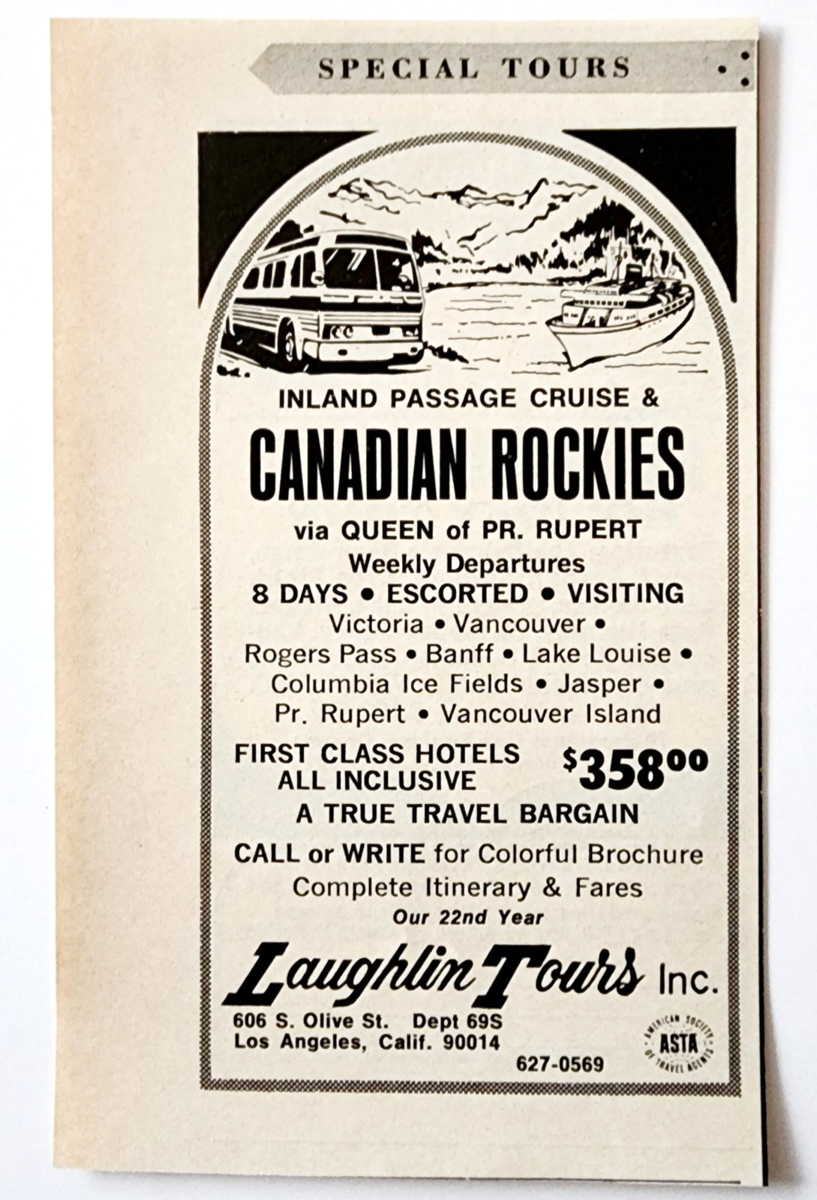 SPECIAL TOURS
INLAND PASSAGE CRUISE &
CANADIAN ROCKIES
via QUEEN of PR. RUPERT
Weekly Departures
8 DAYS • ESCORTED • VISITING
Victoria • Vancouver •
Rogers Pass • Banff • Lake Louise •
Columbia Ice Fields • Jasper •
Pr. Rupert • Vancouver Island
FIRST CLASS HOTELS
ALL INCLUSIVE
$358⁰⁰
A TRUE TRAVEL BARGAIN
CALL or WRITE for Colorful Brochure
Complete Itinerary & Fares
Our 22nd Year
Laughlin Tours Inc.
606 S. Olive St. Dept 69S
Los Angeles, Calif. 90014
627-0569
AMERICAN SOCIETY
ASTA
OF TRAVEL AGENTS